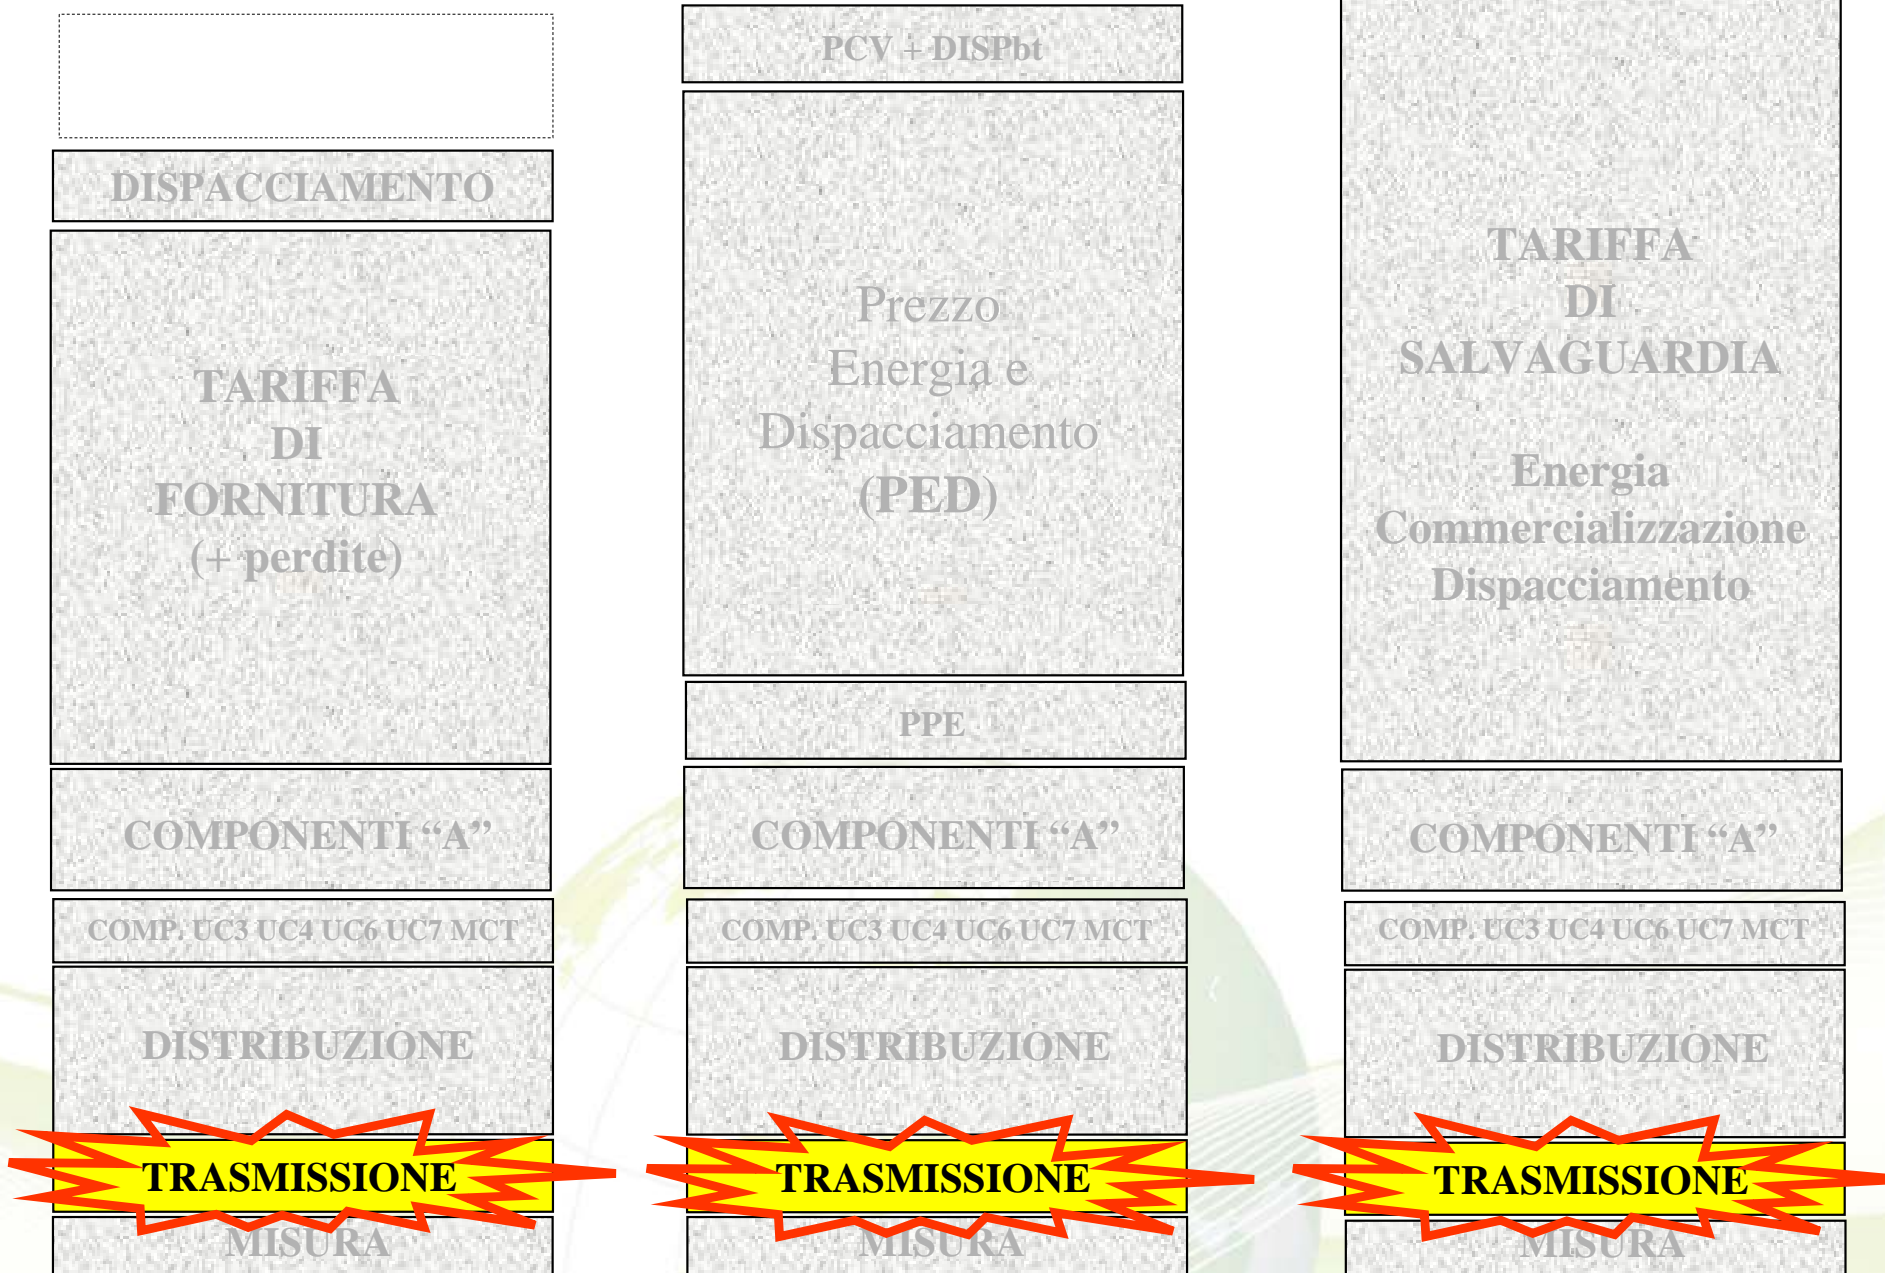 DISPACCIAMENTO
TARIFFA
DI
FORNITURA
(+ perdite)
COMPONENTI “A”
COMP. UC3 UC4 UC6 UC7 MCT
DISTRIBUZIONE
TRASMISSIONE
MISURA
PCV + DISPbt
Prezzo
Energia e
Dispacciamento
(PED)
PPE
COMPONENTI “A”
COMP. UC3 UC4 UC6 UC7 MCT
DISTRIBUZIONE
TRASMISSIONE
MISURA
TARIFFA
DI
SALVAGUARDIA
Energia
Commercializzazione
Dispacciamento
COMPONENTI “A”
COMP. UC3 UC4 UC6 UC7 MCT
DISTRIBUZIONE
TRASMISSIONE
MISURA